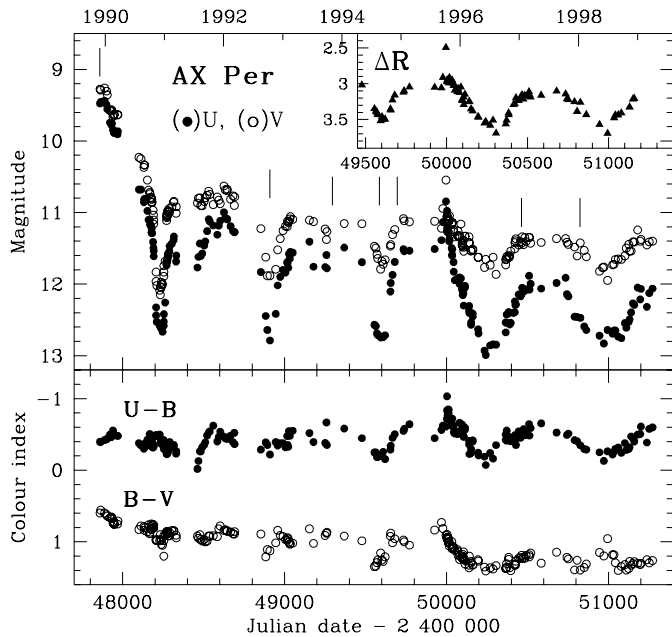 1990 1992 1994 1996 1998
9
10
11
12
13
Magnitude
AX Per
(●)U, (○)V
ΔR
2.5
3
3.5
49500 50000 50500 51000
−1
0
1
Colour index
U−B
B−V
48000 49000 50000 51000
Julian date − 2 400 000